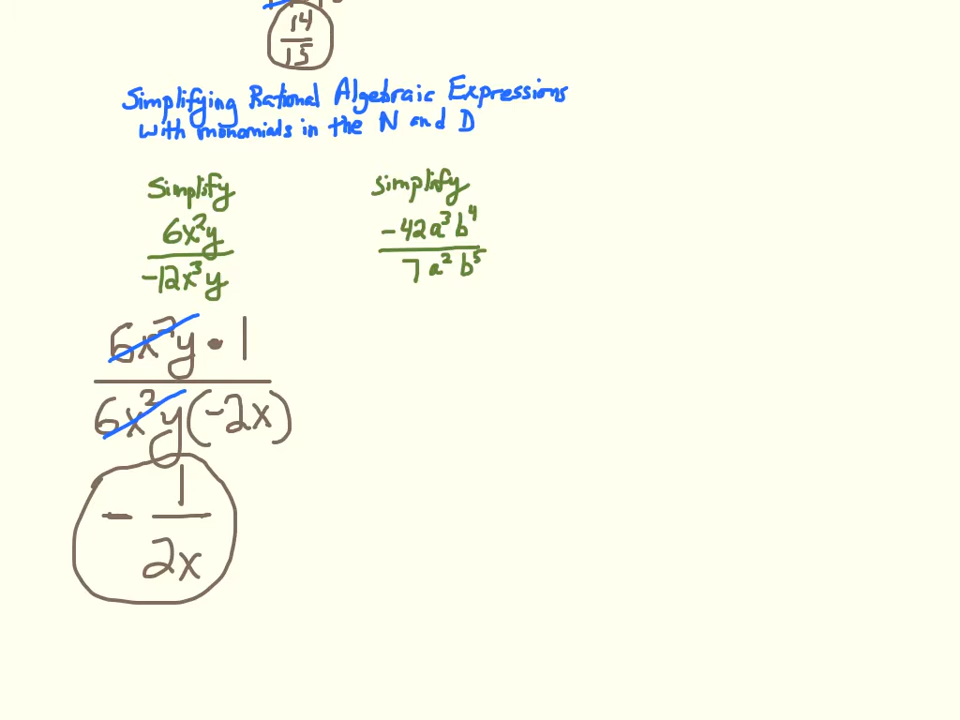 14
15
Simplifying Rational Algebraic Expressions
with monomials in the N and D
Simplify
6x²y
-12x³y
simplify
-42a³b⁴
7a²b⁵
6x²y • 1
6x²y(-2x)
- 1
2x